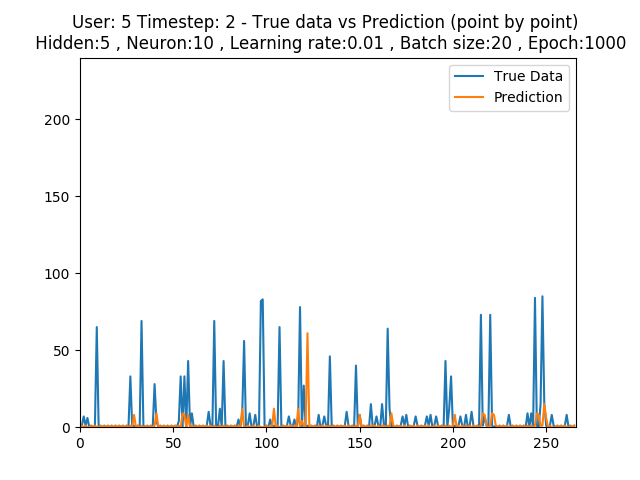 User: 5 Timestep: 2 - True data vs Prediction (point by point)
Hidden:5 , Neuron:10 , Learning rate:0.01 , Batch size:20 , Epoch:1000
True Data
Prediction
200
150
100
50
0
0 50 100 150 200 250